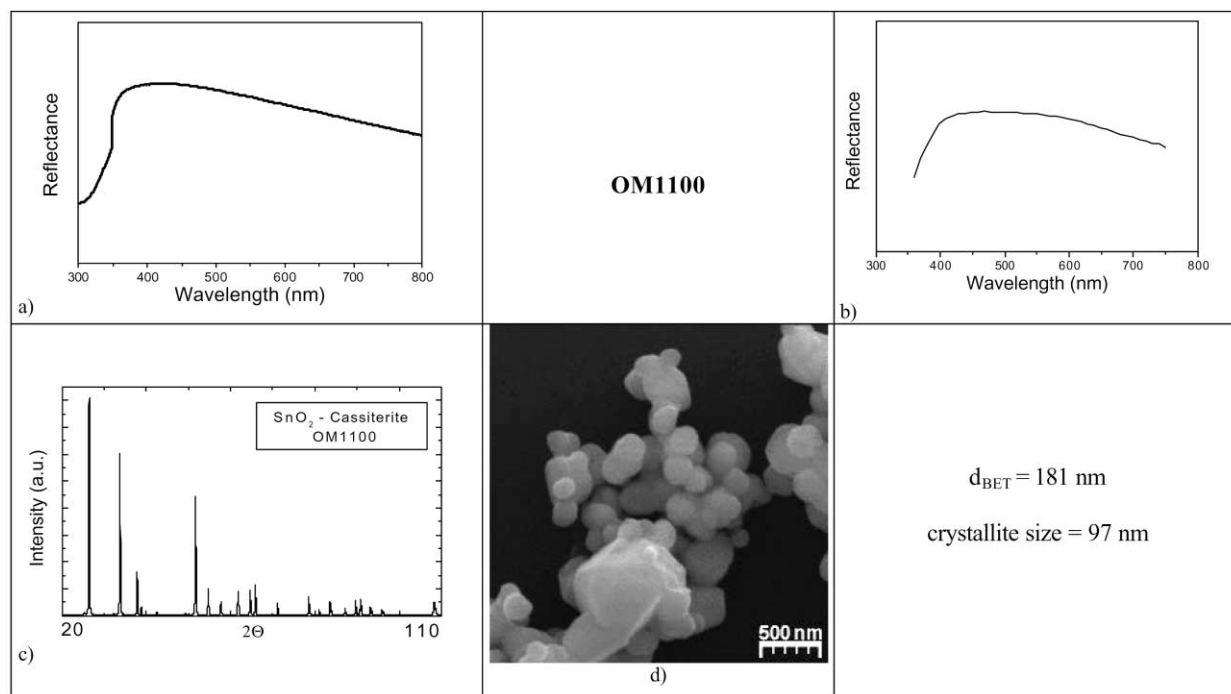 Reflectance
300 400 500 600 700 800
Wavelength (nm)
a)
OM1100
Reflectance
300 400 500 600 700 800
Wavelength (nm)
b)
Intensity (a.u.)
SnO₂ - Cassiterite
OM1100
20 2Θ 110
c)
500 nm
d)
d_BET = 181 nm
crystallite size = 97 nm